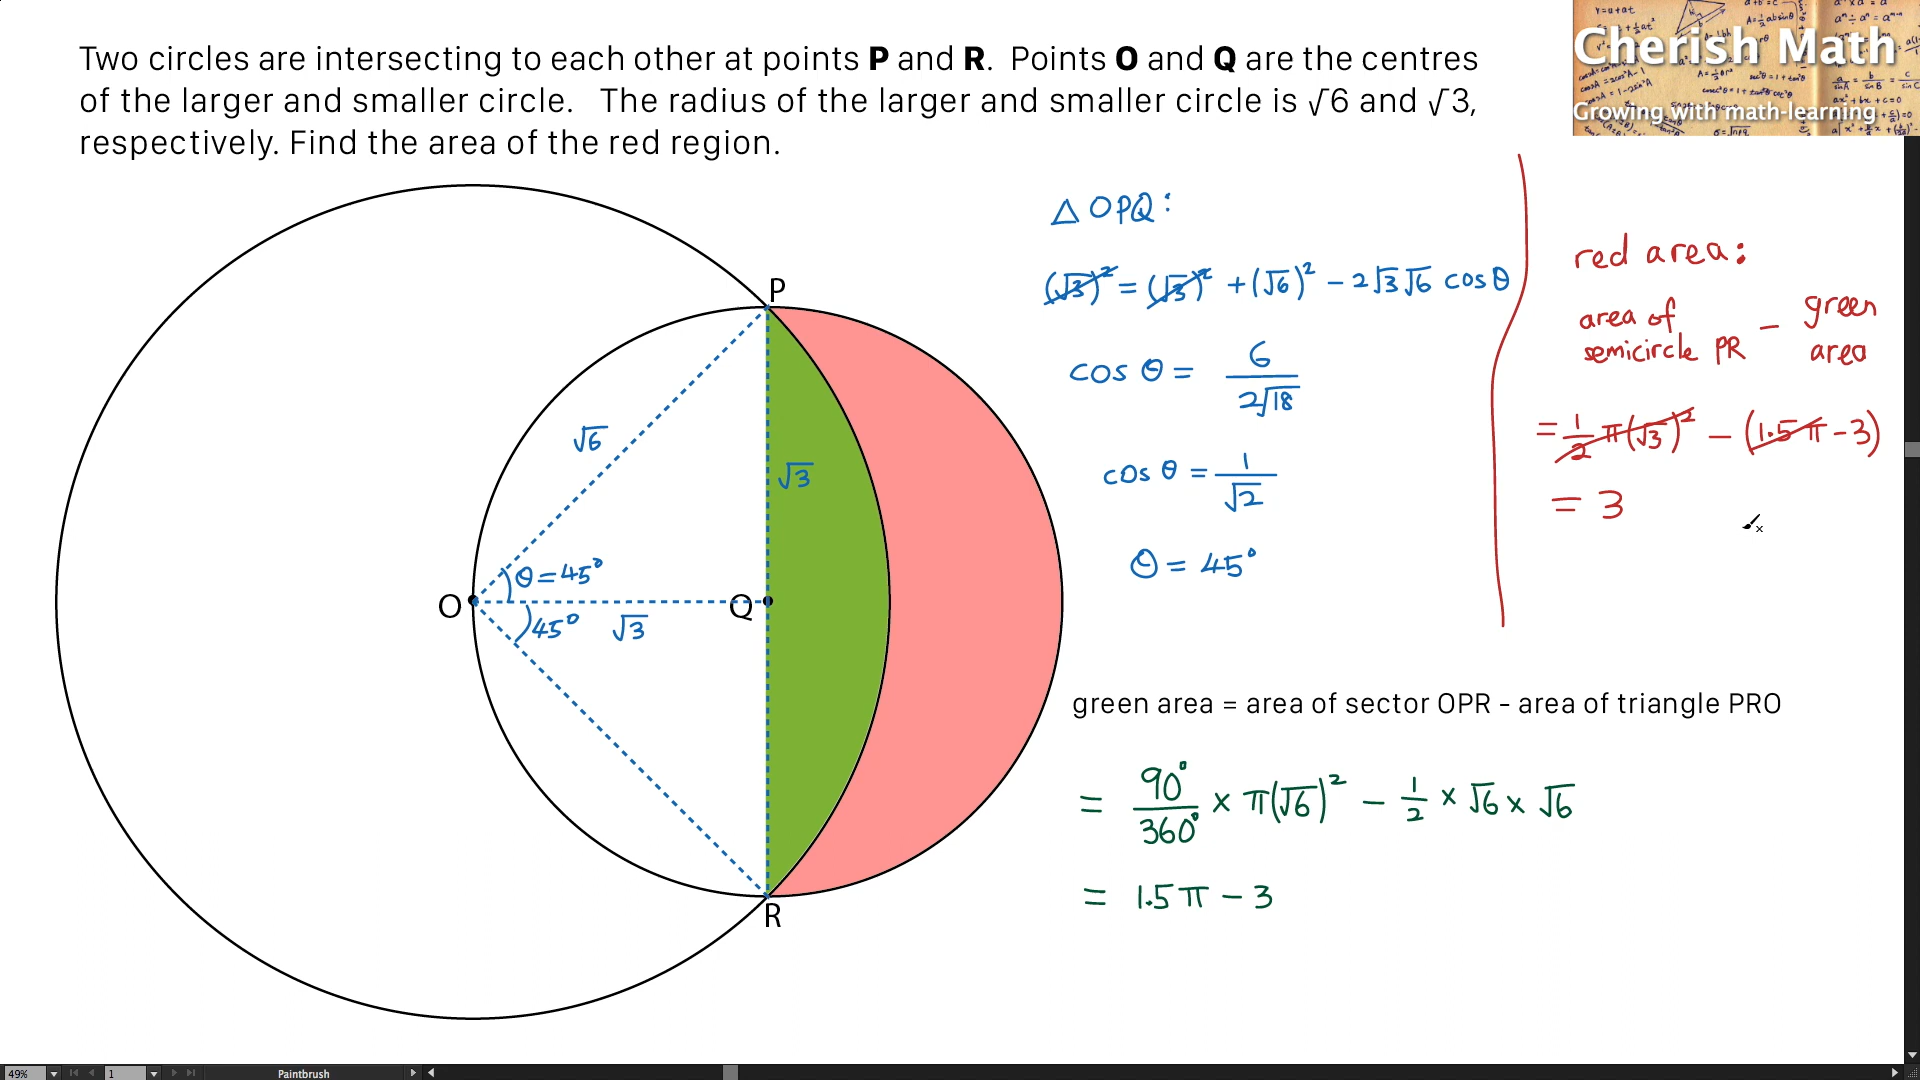 Two circles are intersecting to each other at points P and R. Points O and Q are the centres
of the larger and smaller circle. The radius of the larger and smaller circle is √6 and √3,
respectively. Find the area of the red region.
Cherish Math
Growing with math-learning
P
√6
√3
O
θ = 45°
45°
√3
Q
R
△ OPQ:
(√3)² = (√3)² + (√6)² − 2√3√6 cos θ
cos θ = 6 / 2√18
cos θ = 1 / √2
θ = 45°
red area:
area of semicircle PR − green area
= 1/2 π(√3)² − (1.5π − 3)
= 3
green area = area of sector OPR - area of triangle PRO
= 90°/360° × π(√6)² − 1/2 × √6 × √6
= 1.5π − 3
49%
1
Paintbrush